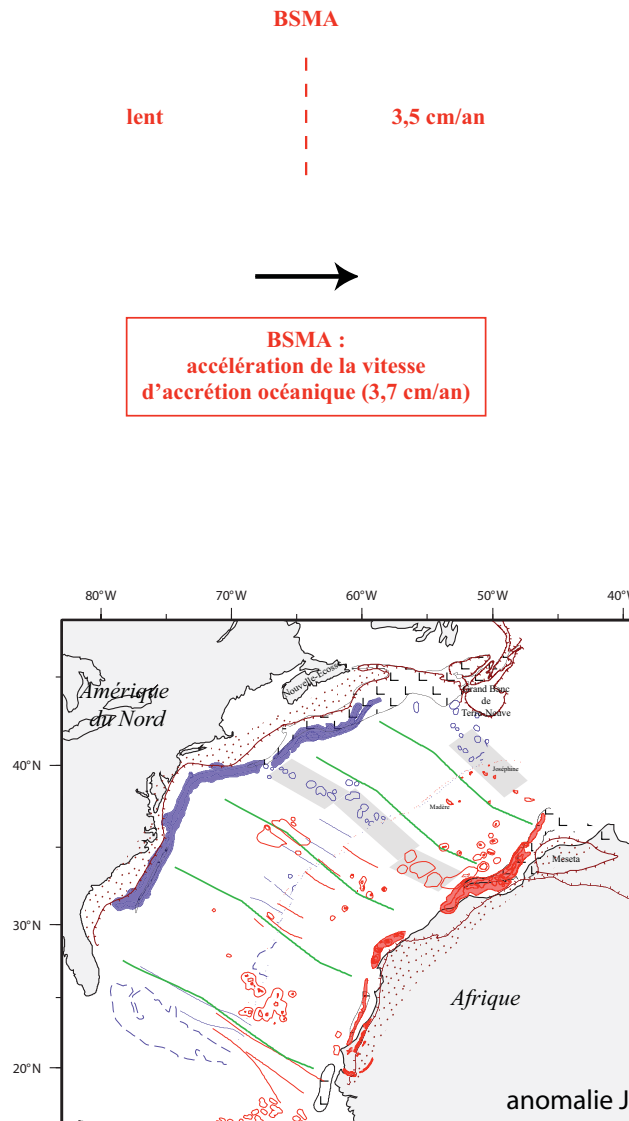 BSMA
lent
3,5 cm/an
BSMA :
accélération de la vitesse
d'accrétion océanique (3,7 cm/an)
80°W
70°W
60°W
50°W
40°W
Amérique
du Nord
Nouvelle-Ecosse
Grand Banc
de
Terre-Neuve
40°N
Joséphine
Madère
Meseta
30°N
Afrique
20°N
anomalie J